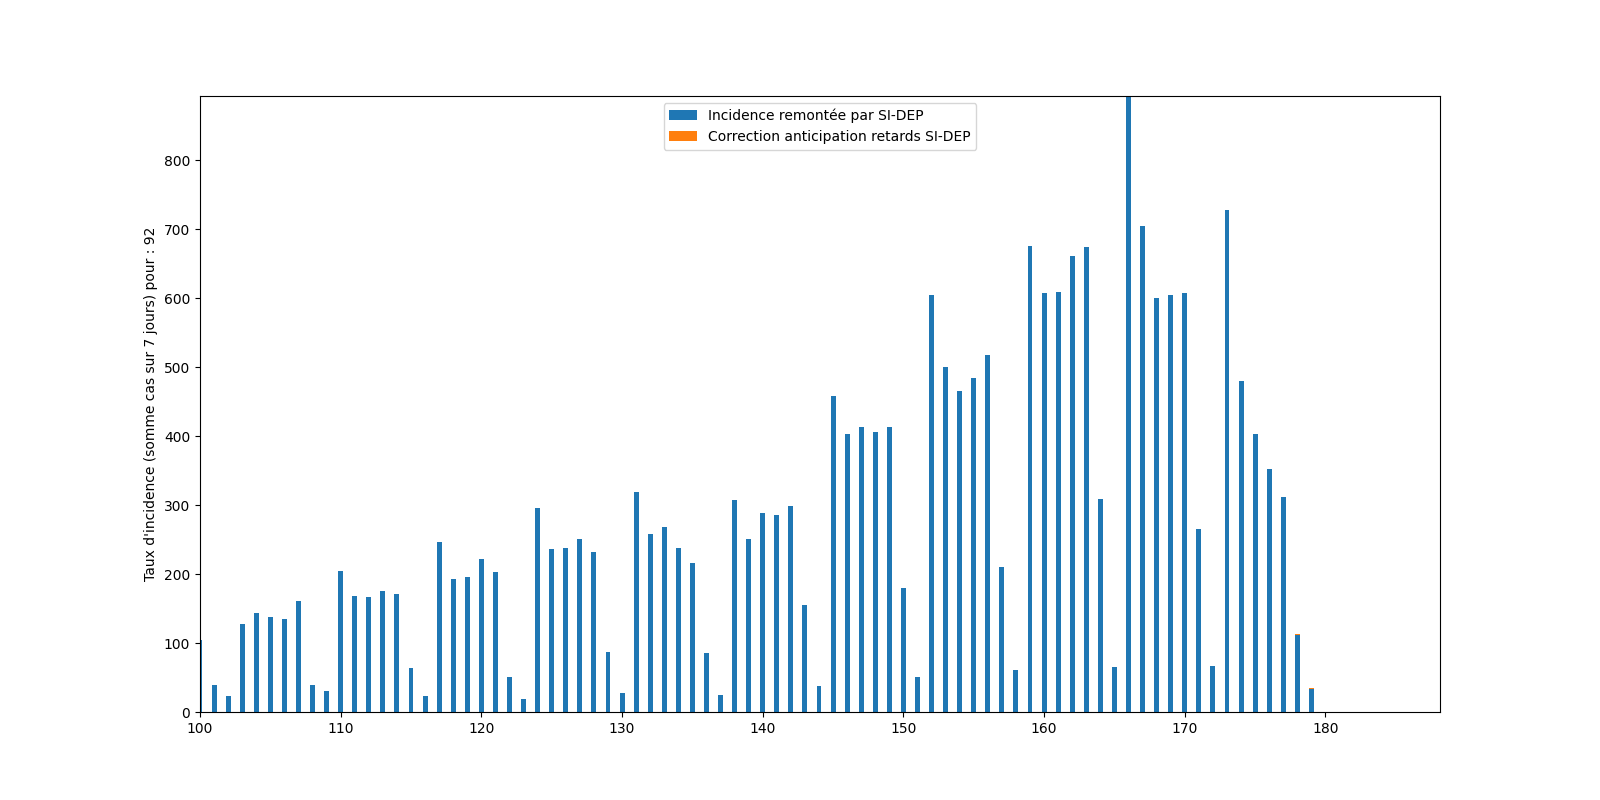 Incidence remontée par SI-DEP
Correction anticipation retards SI-DEP
Taux d'incidence (somme cas sur 7 jours) pour : 92
800
700
600
500
400
300
200
100
0
100 110 120 130 140 150 160 170 180